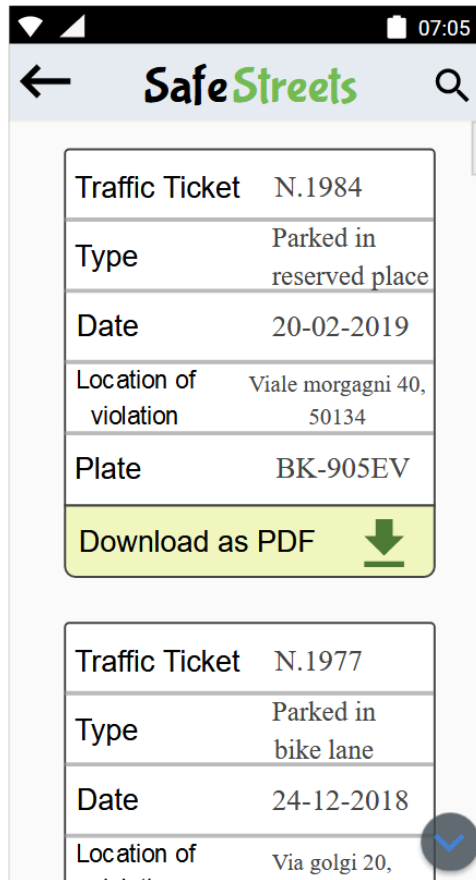 07:05
SafeStreets
Traffic Ticket N.1984
Type Parked in
reserved place
Date 20-02-2019
Location of Viale morgagni 40,
violation 50134
Plate BK-905EV
Download as PDF
Traffic Ticket N.1977
Type Parked in
bike lane
Date 24-12-2018
Location of Via golgi 20,